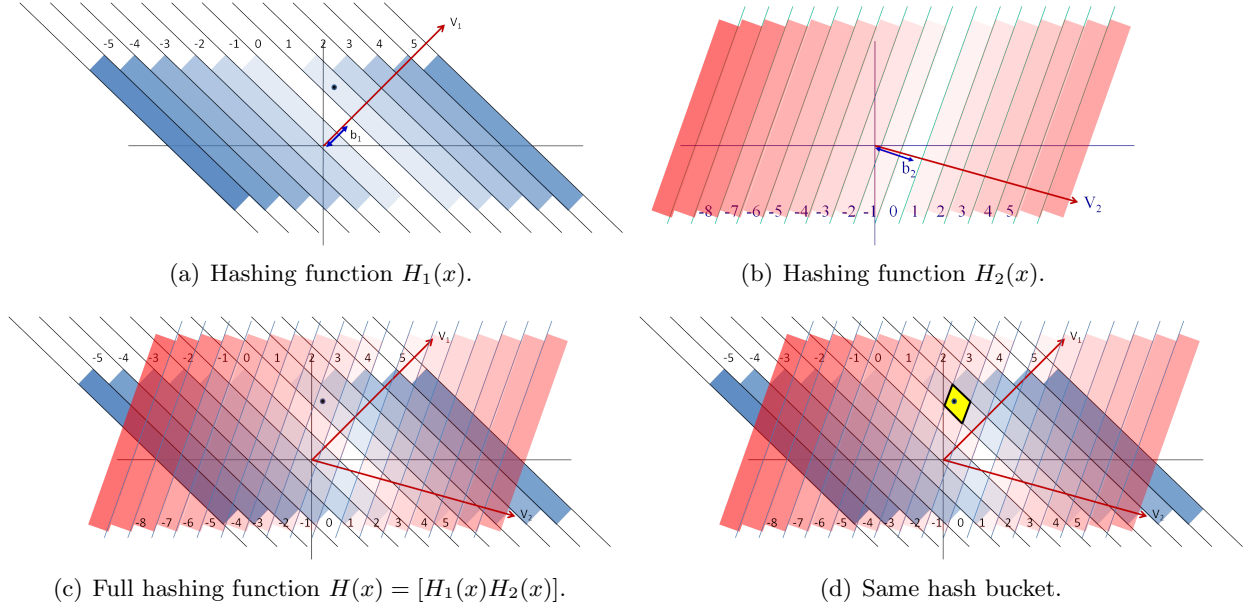 V1
-5 -4 -3 -2 -1 0 1 2 3 4 5
b1
b2
-8 -7 -6 -5 -4 -3 -2 -1 0 1 2 3 4 5
V2
(a) Hashing function H1(x).
(b) Hashing function H2(x).
V1
-5 -4 -3 -2 -1 0 1 2 3 4 5
-8 -7 -6 -5 -4 -3 -2 -1 0 1 2 3 4 5
V2
V1
-5 -4 -3 -2 -1 0 1 2 3 4 5
-8 -7 -6 -5 -4 -3 -2 -1 0 1 2 3 4 5
V2
(c) Full hashing function H(x) = [H1(x)H2(x)].
(d) Same hash bucket.